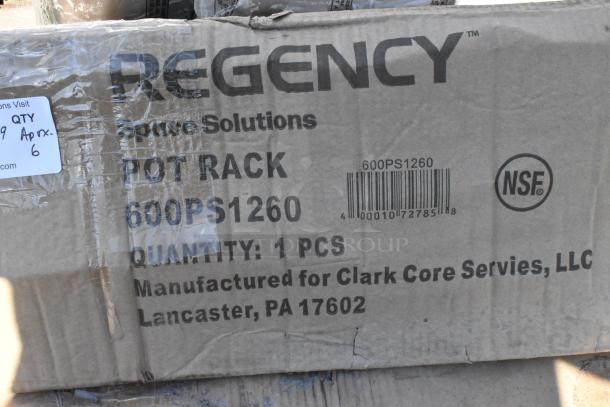 REGENCY™
Space Solutions
POT RACK
600PS1260
QUANTITY: 1 PCS
Manufactured for Clark Core Servies, LLC
Lancaster, PA 17602
600PS1260
4 00010 72785 8
NSF®
ons Visit
QTY
9 Aprx.
6
.com
GROUP